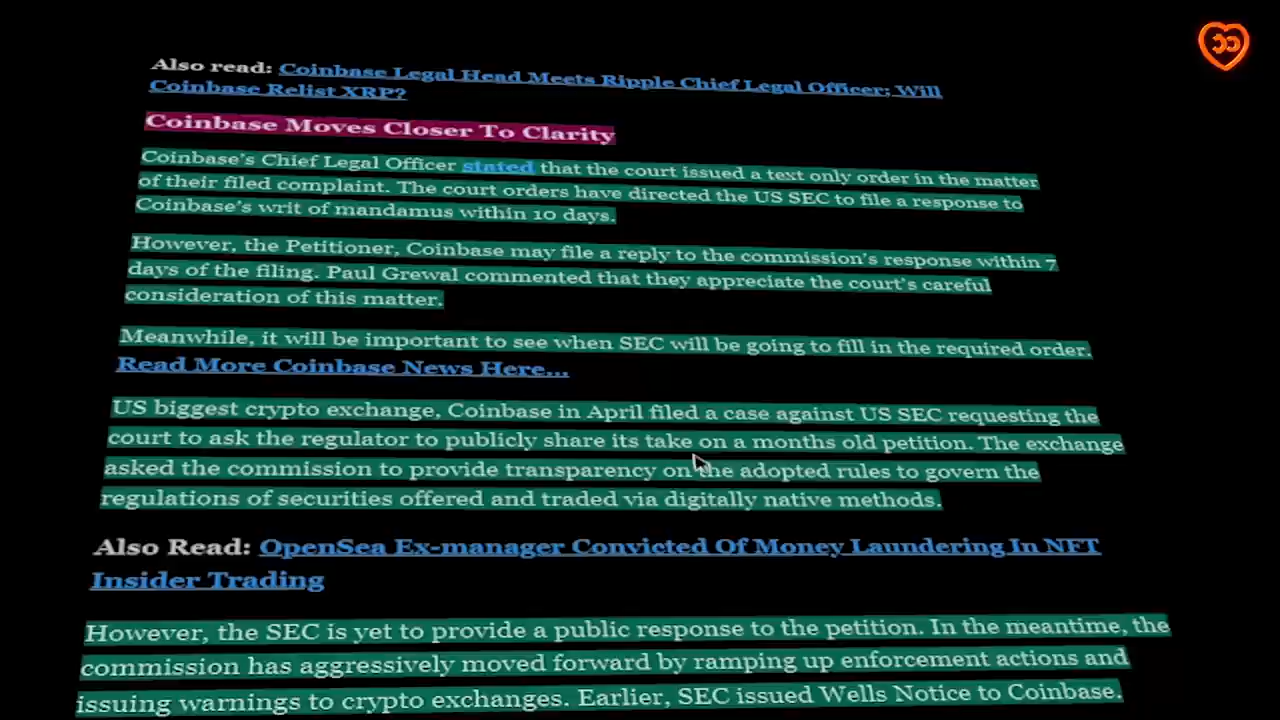 Also read: Coinbase Legal Head Meets Ripple Chief Legal Officer; Will
Coinbase Relist XRP?
Coinbase Moves Closer To Clarity
Coinbase's Chief Legal Officer stated that the court issued a text only order in the matter
of their filed complaint. The court orders have directed the US SEC to file a response to
Coinbase's writ of mandamus within 10 days.
However, the Petitioner, Coinbase may file a reply to the commission's response within 7
days of the filing. Paul Grewal commented that they appreciate the court's careful
consideration of this matter.
Meanwhile, it will be important to see when SEC will be going to fill in the required order.
Read More Coinbase News Here...
US biggest crypto exchange, Coinbase in April filed a case against US SEC requesting the
court to ask the regulator to publicly share its take on a months old petition. The exchange
asked the commission to provide transparency on the adopted rules to govern the
regulations of securities offered and traded via digitally native methods.
Also Read: OpenSea Ex-manager Convicted Of Money Laundering In NFT
Insider Trading
However, the SEC is yet to provide a public response to the petition. In the meantime, the
commission has aggressively moved forward by ramping up enforcement actions and
issuing warnings to crypto exchanges. Earlier, SEC issued Wells Notice to Coinbase.